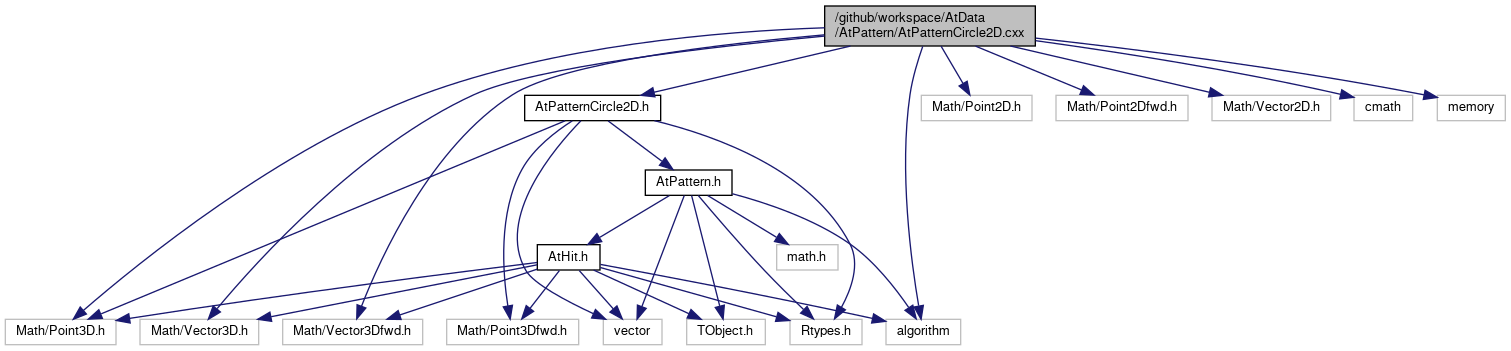 /github/workspace/AtData
/AtPattern/AtPatternCircle2D.cxx
AtPatternCircle2D.h
Math/Point2D.h
Math/Point2Dfwd.h
Math/Vector2D.h
cmath
memory
AtPattern.h
AtHit.h
math.h
Math/Point3D.h
Math/Vector3D.h
Math/Vector3Dfwd.h
Math/Point3Dfwd.h
vector
TObject.h
Rtypes.h
algorithm